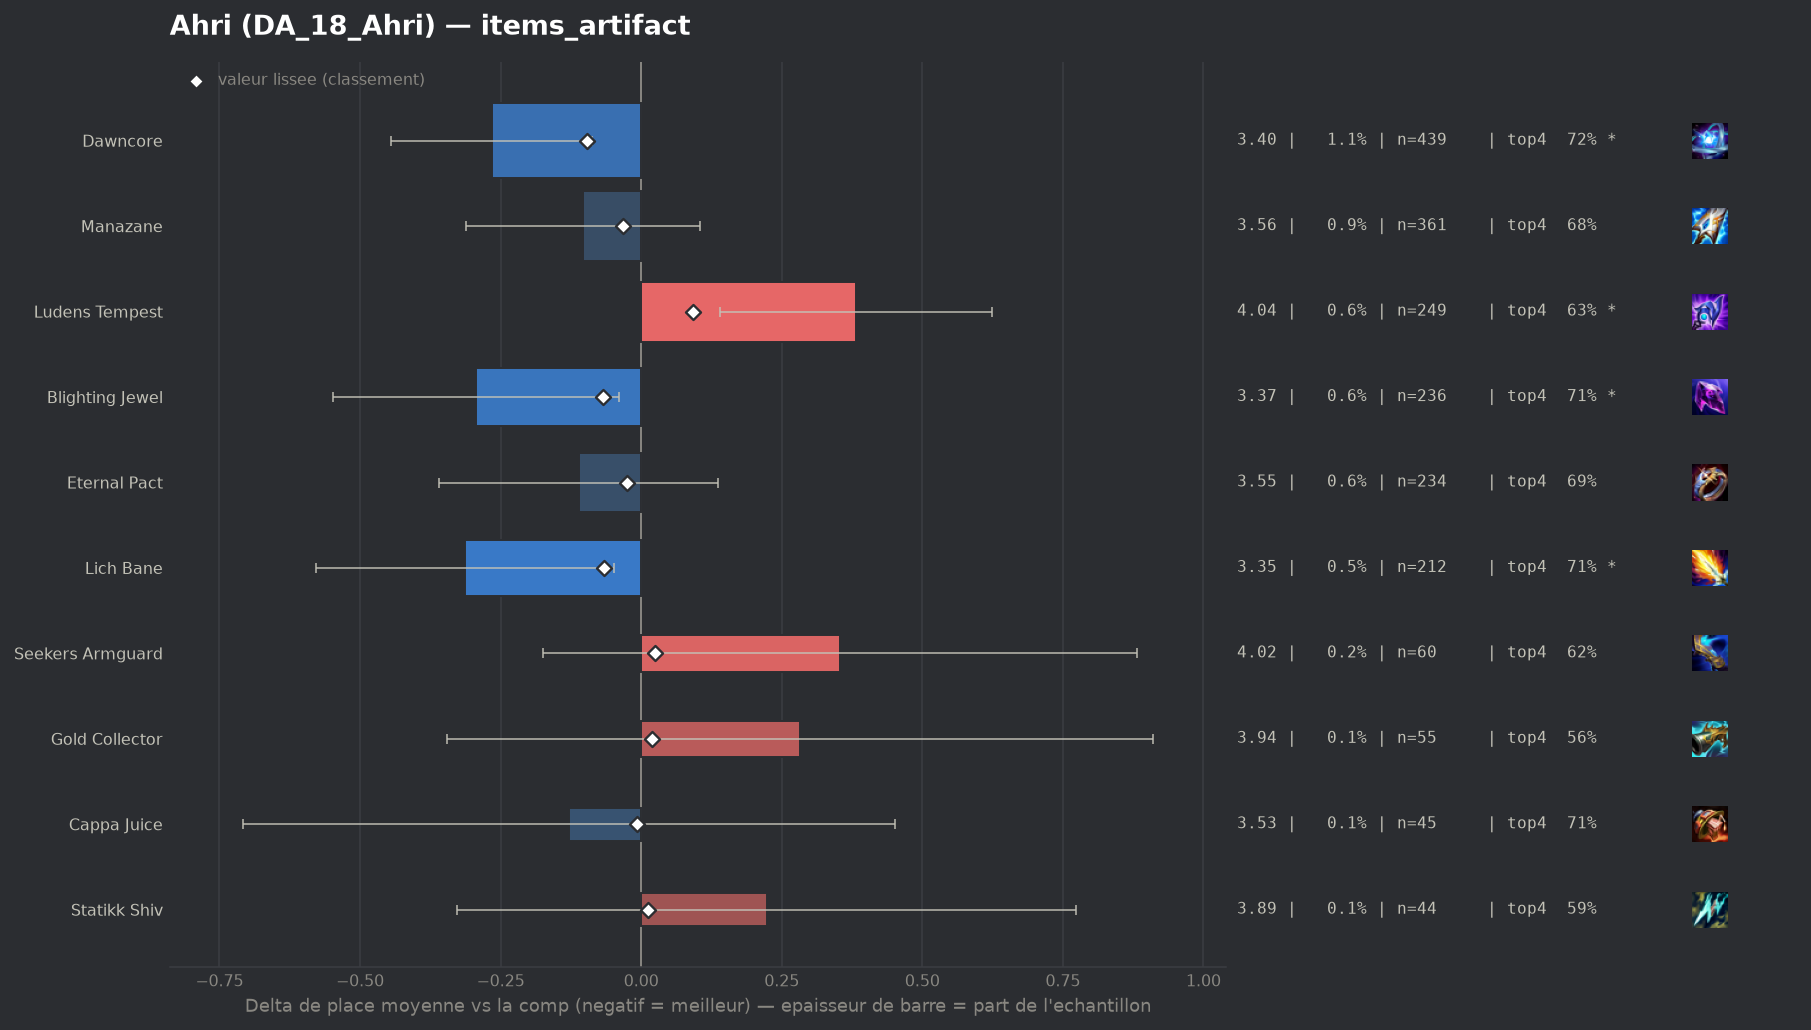 Ahri (DA_18_Ahri) — items_artifact
valeur lissee (classement)
Dawncore 3.40 | 1.1% | n=439 | top4 72% *
Manazane 3.56 | 0.9% | n=361 | top4 68%
Ludens Tempest 4.04 | 0.6% | n=249 | top4 63% *
Blighting Jewel 3.37 | 0.6% | n=236 | top4 71% *
Eternal Pact 3.55 | 0.6% | n=234 | top4 69%
Lich Bane 3.35 | 0.5% | n=212 | top4 71% *
Seekers Armguard 4.02 | 0.2% | n=60 | top4 62%
Gold Collector 3.94 | 0.1% | n=55 | top4 56%
Cappa Juice 3.53 | 0.1% | n=45 | top4 71%
Statikk Shiv 3.89 | 0.1% | n=44 | top4 59%
−0.75 −0.50 −0.25 0.00 0.25 0.50 0.75 1.00
Delta de place moyenne vs la comp (negatif = meilleur) — epaisseur de barre = part de l'echantillon